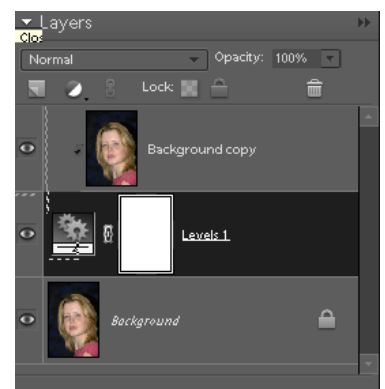 Layers
Clos
Normal Opacity: 100%
Lock:
Background copy
Levels 1
Background